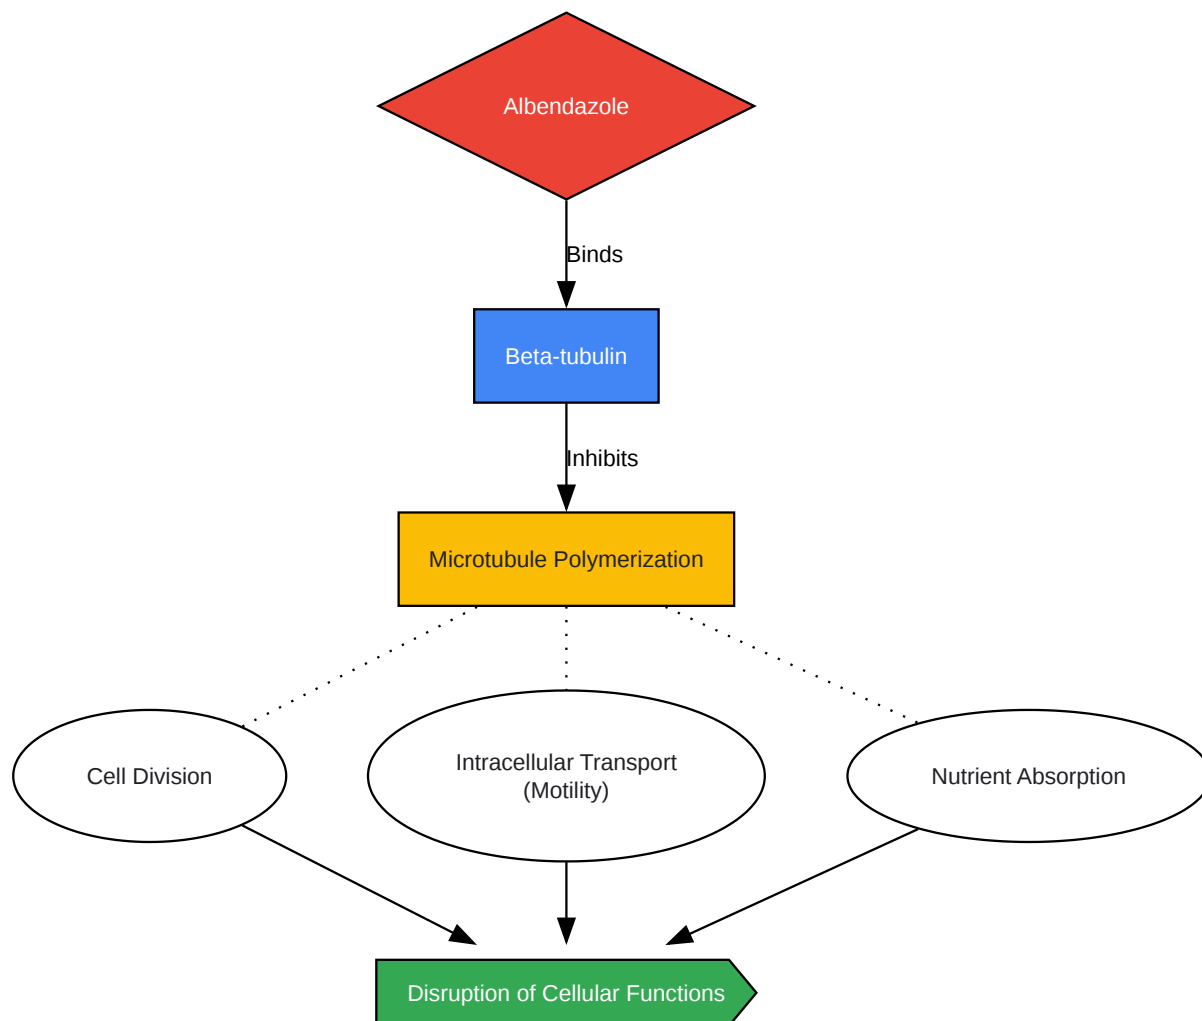 Albendazole
Binds
Beta-tubulin
Inhibits
Microtubule Polymerization
Cell Division
Intracellular Transport
(Motility)
Nutrient Absorption
Disruption of Cellular Functions